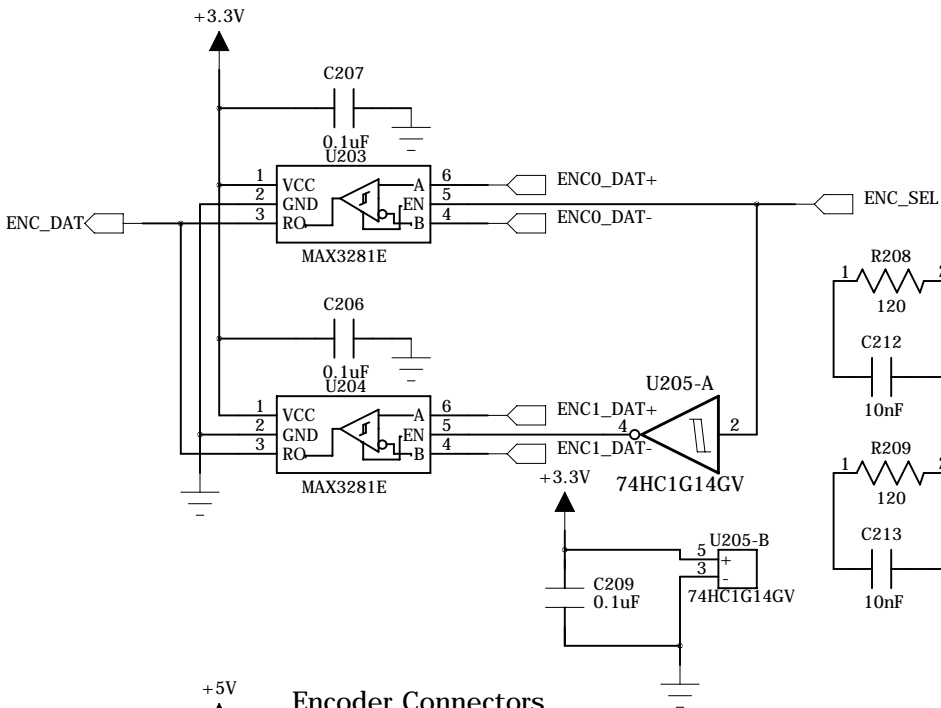 +3.3V
C207
0.1uF
U203
1 VCC A 6 ENC0_DAT+
2 GND EN 5 ENC_SEL
ENC_DAT 3 RO B 4 ENC0_DAT-
MAX3281E
R208
1 2
120
C206
0.1uF
C212
10nF
U204
U205-A
1 VCC A 6 ENC1_DAT+
2 GND EN 5 4 2
3 RO B 4 ENC1_DAT-
MAX3281E
74HC1G14GV
R209
1 2
120
+3.3V
C213
10nF
U205-B
5 +
3 -
74HC1G14GV
C209
0.1uF
+5V
Encoder Connectors